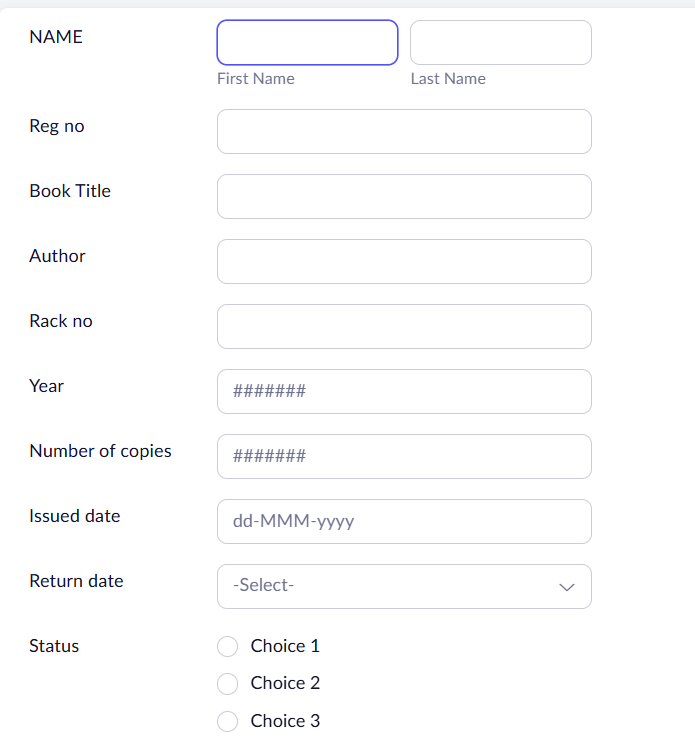 NAME
First Name Last Name
Reg no
Book Title
Author
Rack no
Year #######
Number of copies #######
Issued date dd-MMM-yyyy
Return date -Select-
Status Choice 1
Choice 2
Choice 3